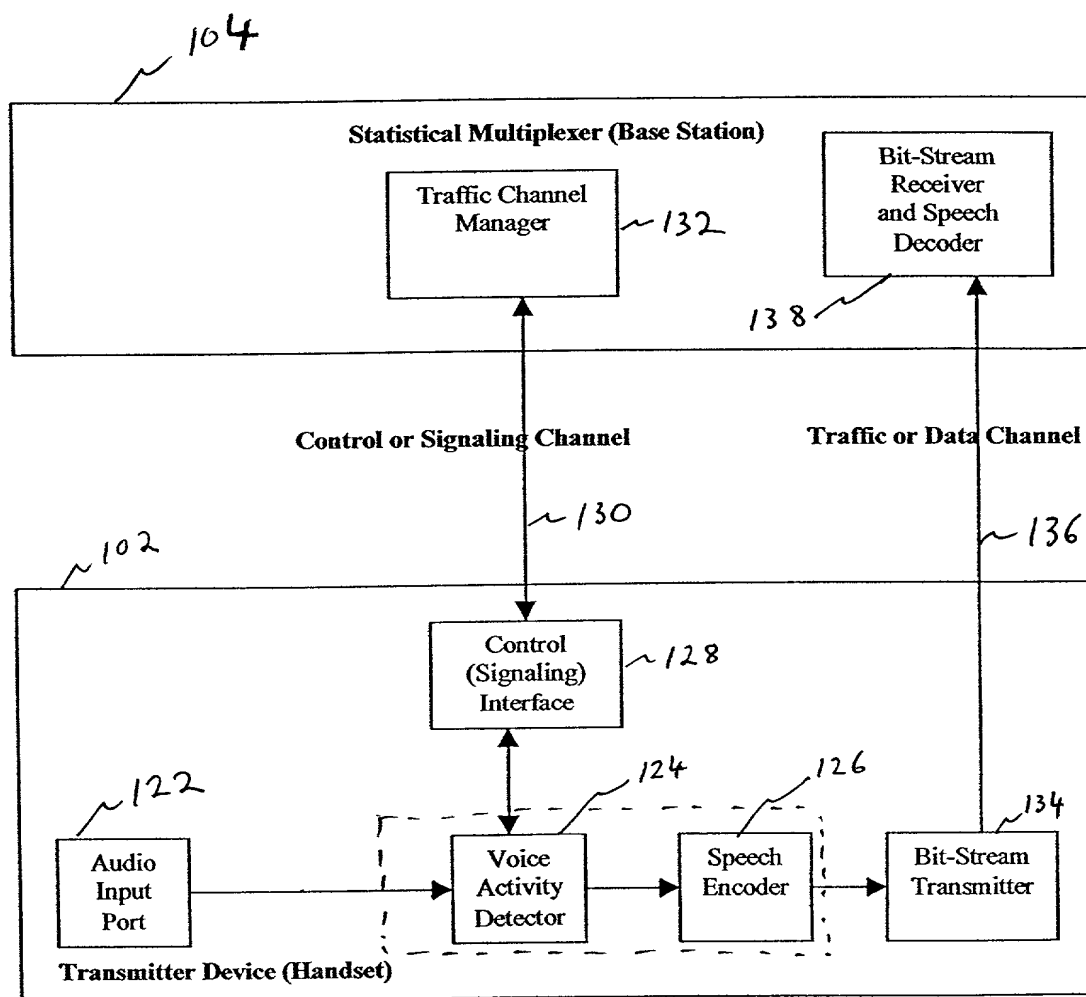 104
Statistical Multiplexer (Base Station)
Traffic Channel
Manager
132
Bit-Stream
Receiver
and Speech
Decoder
138
Control or Signaling Channel
Traffic or Data Channel
130
136
102
Control
(Signaling)
Interface
128
122
124
126
134
Audio
Input
Port
Voice
Activity
Detector
Speech
Encoder
Bit-Stream
Transmitter
Transmitter Device (Handset)